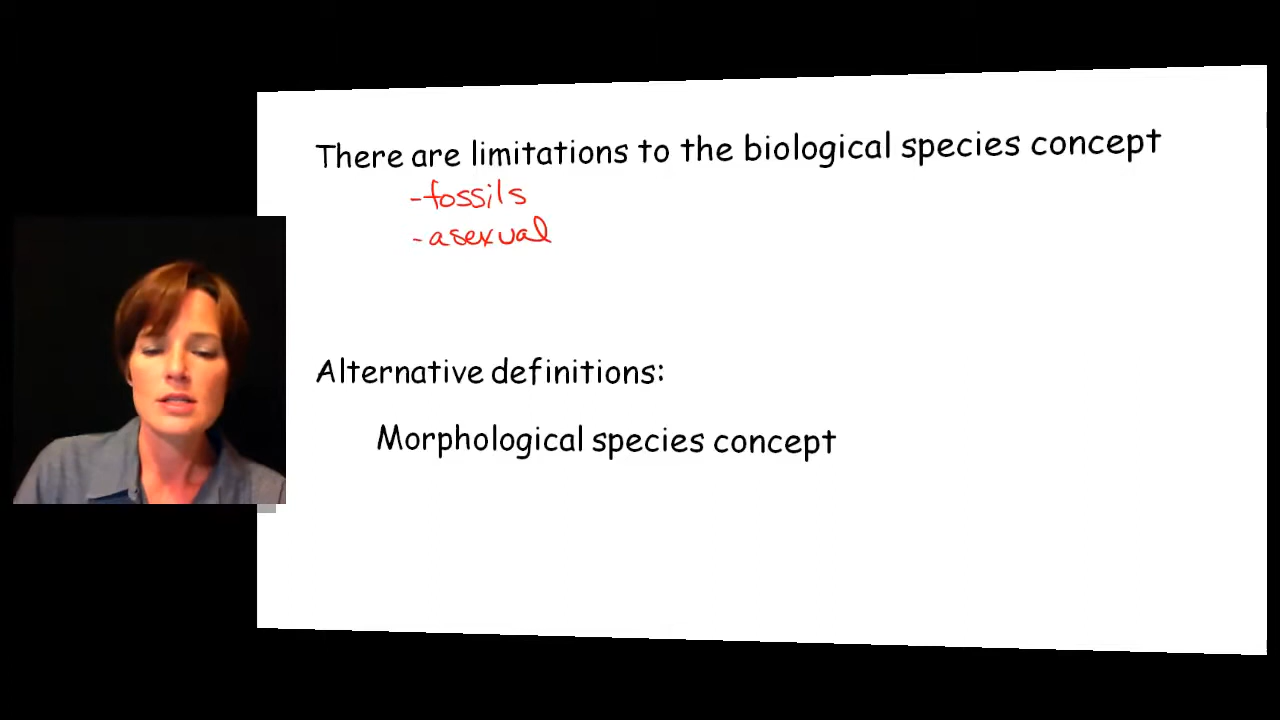 There are limitations to the biological species concept
-fossils
-asexual
Alternative definitions:
Morphological species concept